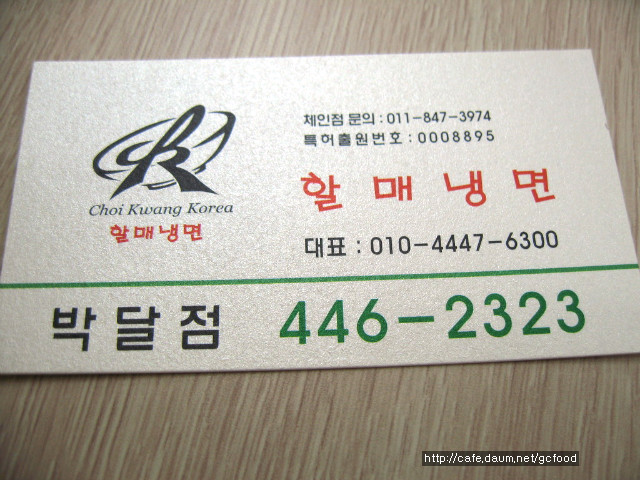 체인점 문의 : 011-847-3974
특허출원번호 : 0008895
Choi Kwang Korea
할매냉면
할매냉면
대표 : 010-4447-6300
박달점 446-2323
http://cafe.daum.net/gcfood